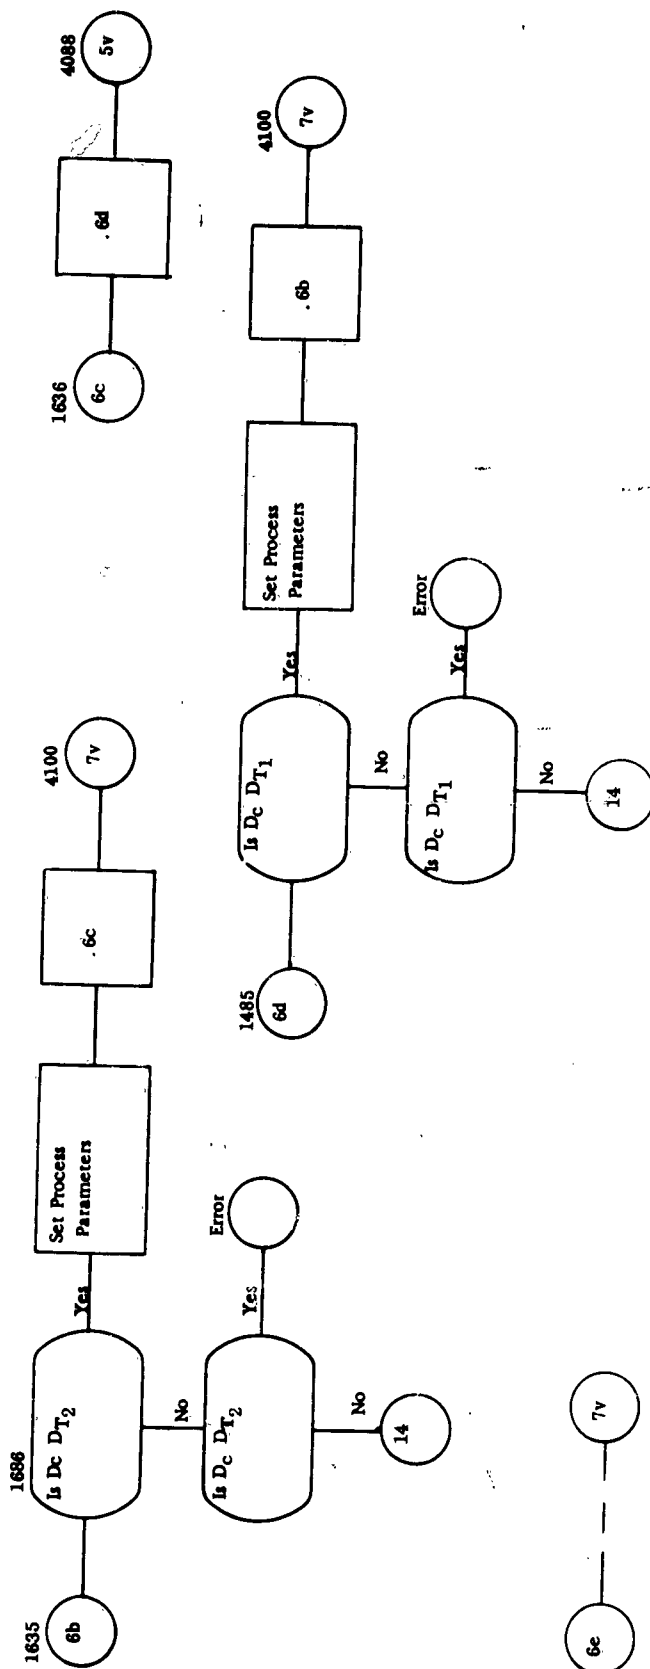 1635
6b
1686
Is Dc DT2
Yes
Set Process
Parameters
.6c
4100
7v
No
Is Dc DT2
Yes
Error
No
14
1636
6c
.6d
4088
5v
1485
6d
Is Dc DT1
Yes
Set Process
Parameters
.6b
4100
7v
No
Is Dc DT1
Yes
Error
No
14
6e
7v